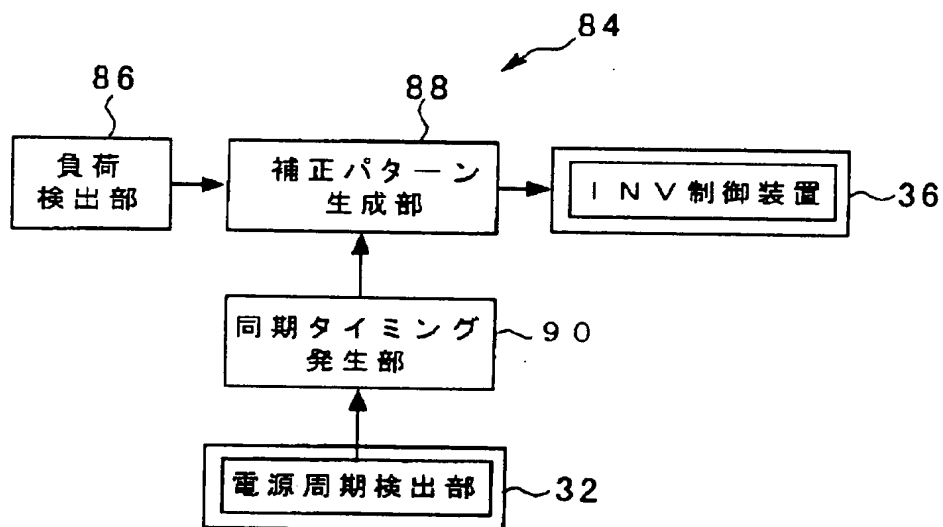 84
86
88
負荷
検出部
補正パターン
生成部
INV制御装置
36
同期タイミング
発生部
90
電源周期検出部
32